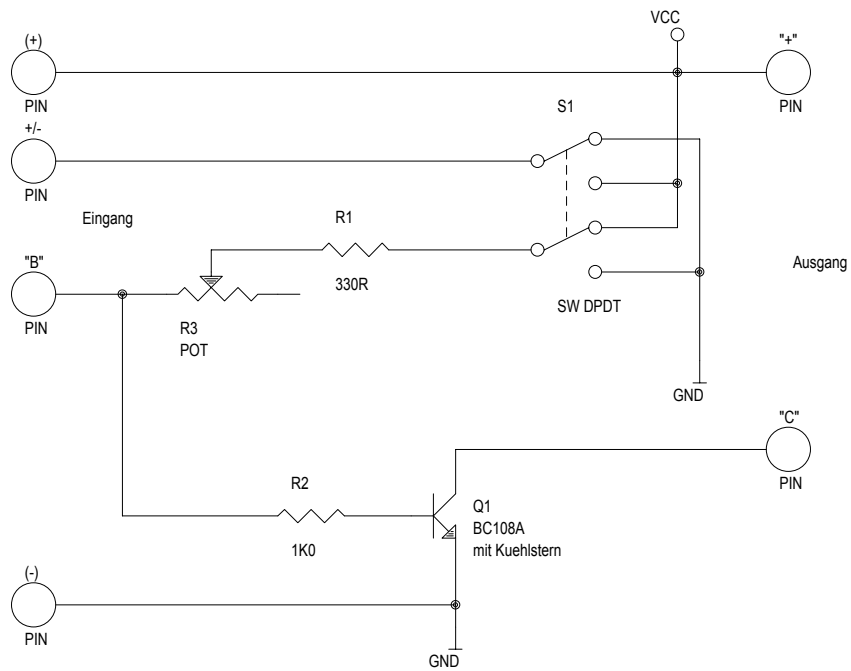 VCC
(+)
"+"
PIN
PIN
S1
+/-
PIN
Eingang
R1
"B"
Ausgang
330R
PIN
SW DPDT
R3
POT
GND
"C"
R2
PIN
Q1
BC108A
mit Kuehlstern
1K0
(-)
PIN
GND